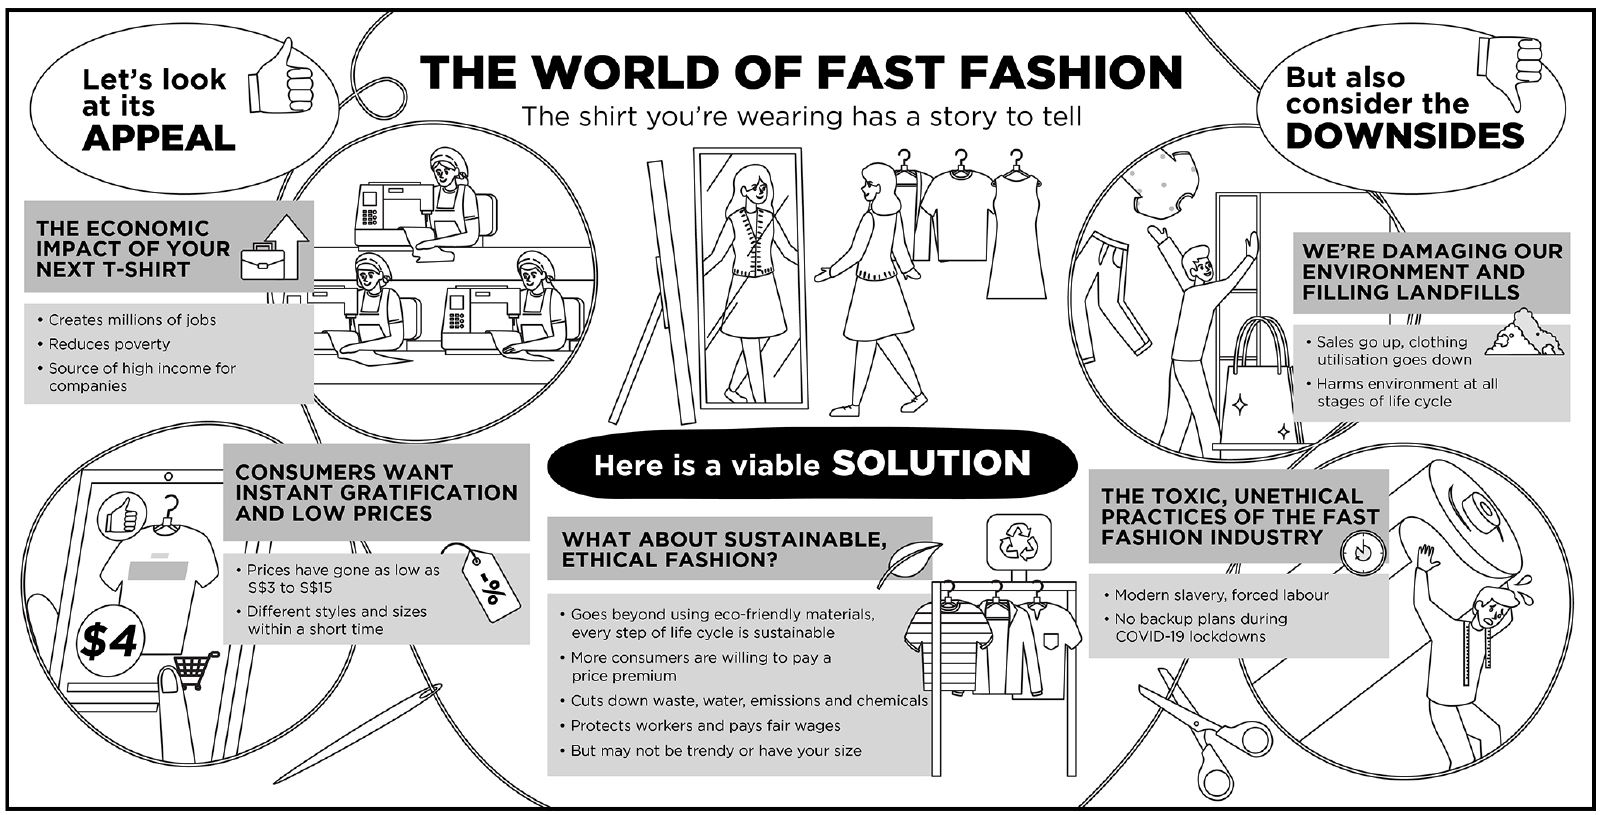 THE WORLD OF FAST FASHION
The shirt you're wearing has a story to tell
Let's look
at its
APPEAL
THE ECONOMIC
IMPACT OF YOUR
NEXT T-SHIRT
• Creates millions of jobs
• Reduces poverty
• Source of high income for
companies
CONSUMERS WANT
INSTANT GRATIFICATION
AND LOW PRICES
• Prices have gone as low as
S$3 to S$15
• Different styles and sizes
within a short time
-%
$4
But also
consider the
DOWNSIDES
WE'RE DAMAGING OUR
ENVIRONMENT AND
FILLING LANDFILLS
• Sales go up, clothing
utilisation goes down
• Harms environment at all
stages of life cycle
THE TOXIC, UNETHICAL
PRACTICES OF THE FAST
FASHION INDUSTRY
• Modern slavery, forced labour
• No backup plans during
COVID-19 lockdowns
Here is a viable SOLUTION
WHAT ABOUT SUSTAINABLE,
ETHICAL FASHION?
• Goes beyond using eco-friendly materials,
every step of life cycle is sustainable
• More consumers are willing to pay a
price premium
• Cuts down waste, water, emissions and chemicals
• Protects workers and pays fair wages
• But may not be trendy or have your size